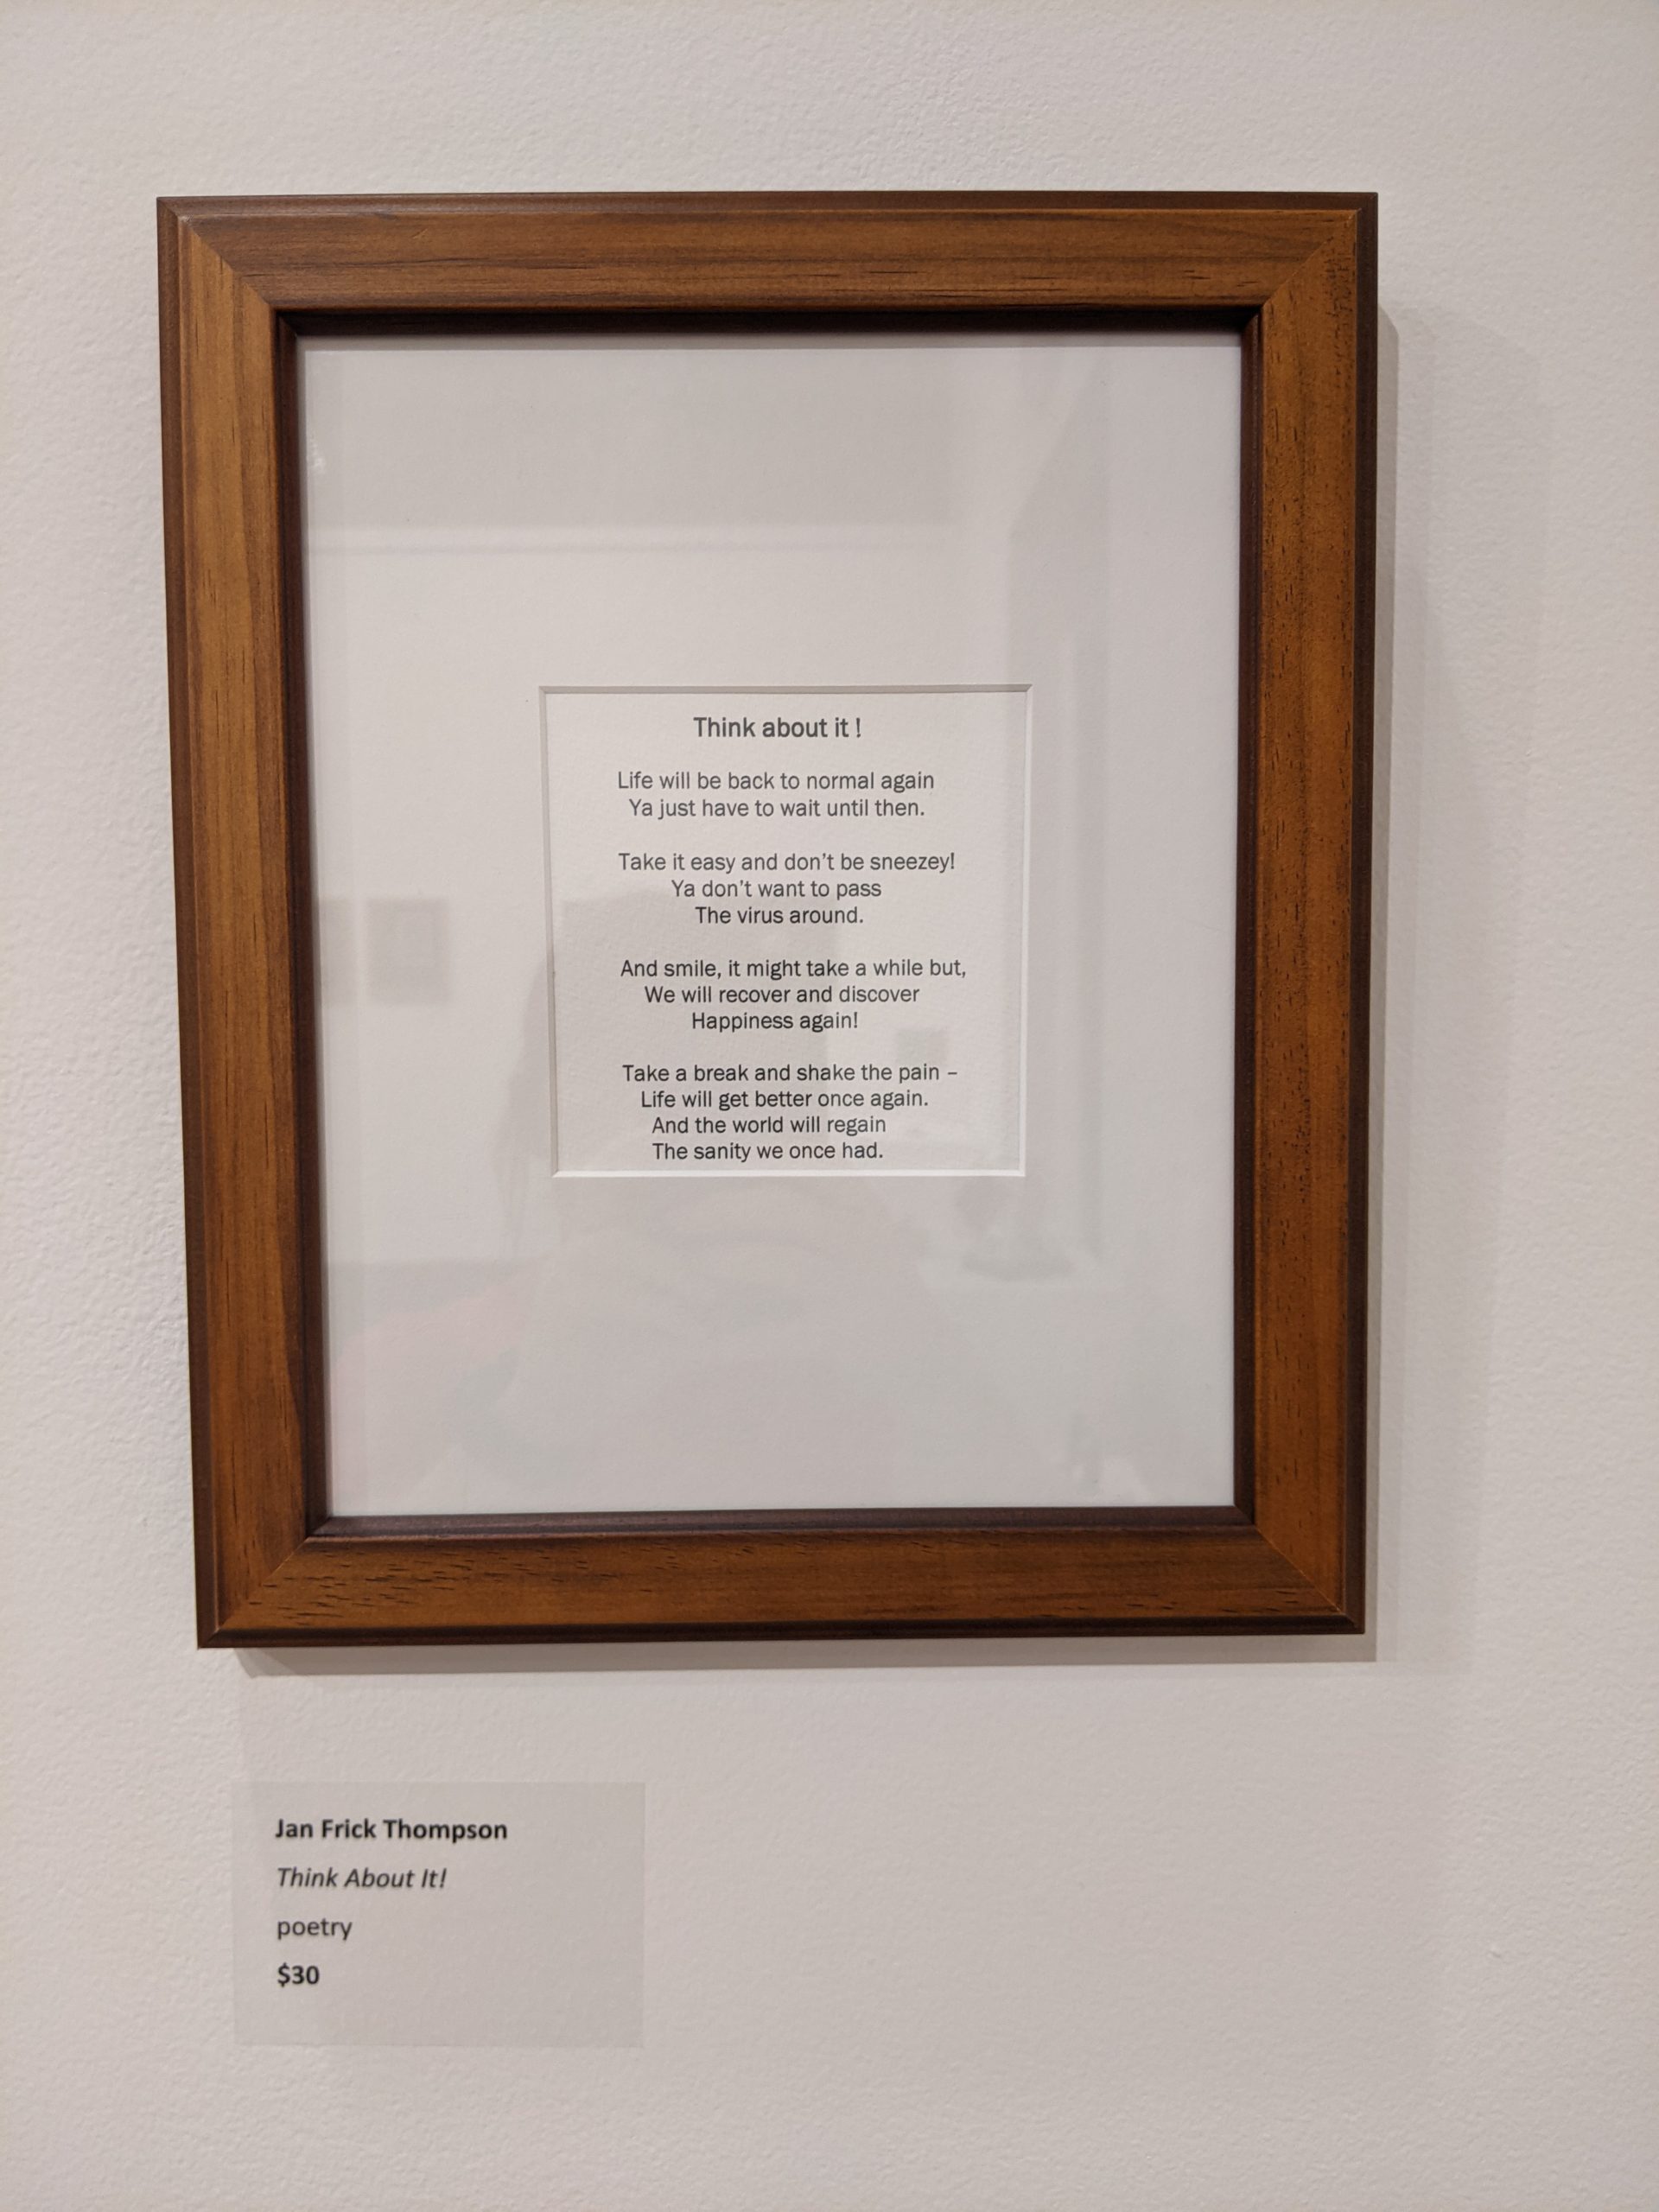 Think about it !
Life will be back to normal again
Ya just have to wait until then.
Take it easy and don't be sneezey!
Ya don't want to pass
The virus around.
And smile, it might take a while but,
We will recover and discover
Happiness again!
Take a break and shake the pain –
Life will get better once again.
And the world will regain
The sanity we once had.
Jan Frick Thompson
Think About It!
poetry
$30